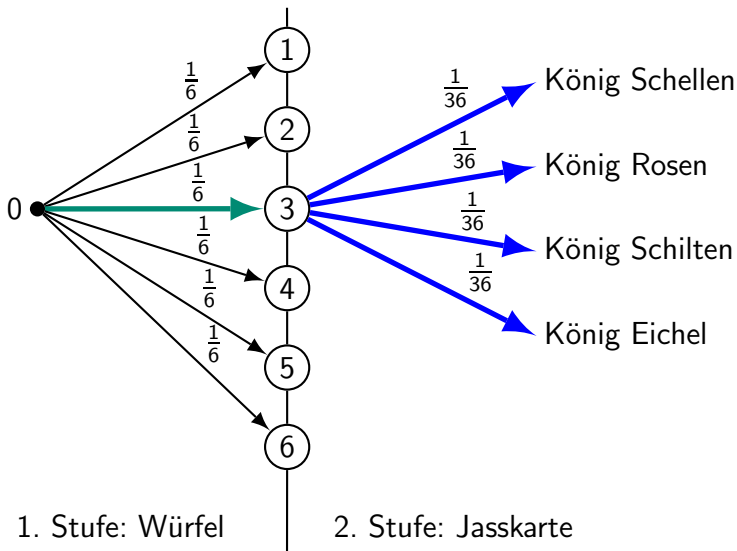 1
1/6
König Schellen
1/36
2
1/6
1/36
König Rosen
1/6
0
3
1/36
1/6
König Schilten
1/36
4
1/6
König Eichel
1/6
5
6
1. Stufe: Würfel
2. Stufe: Jasskarte